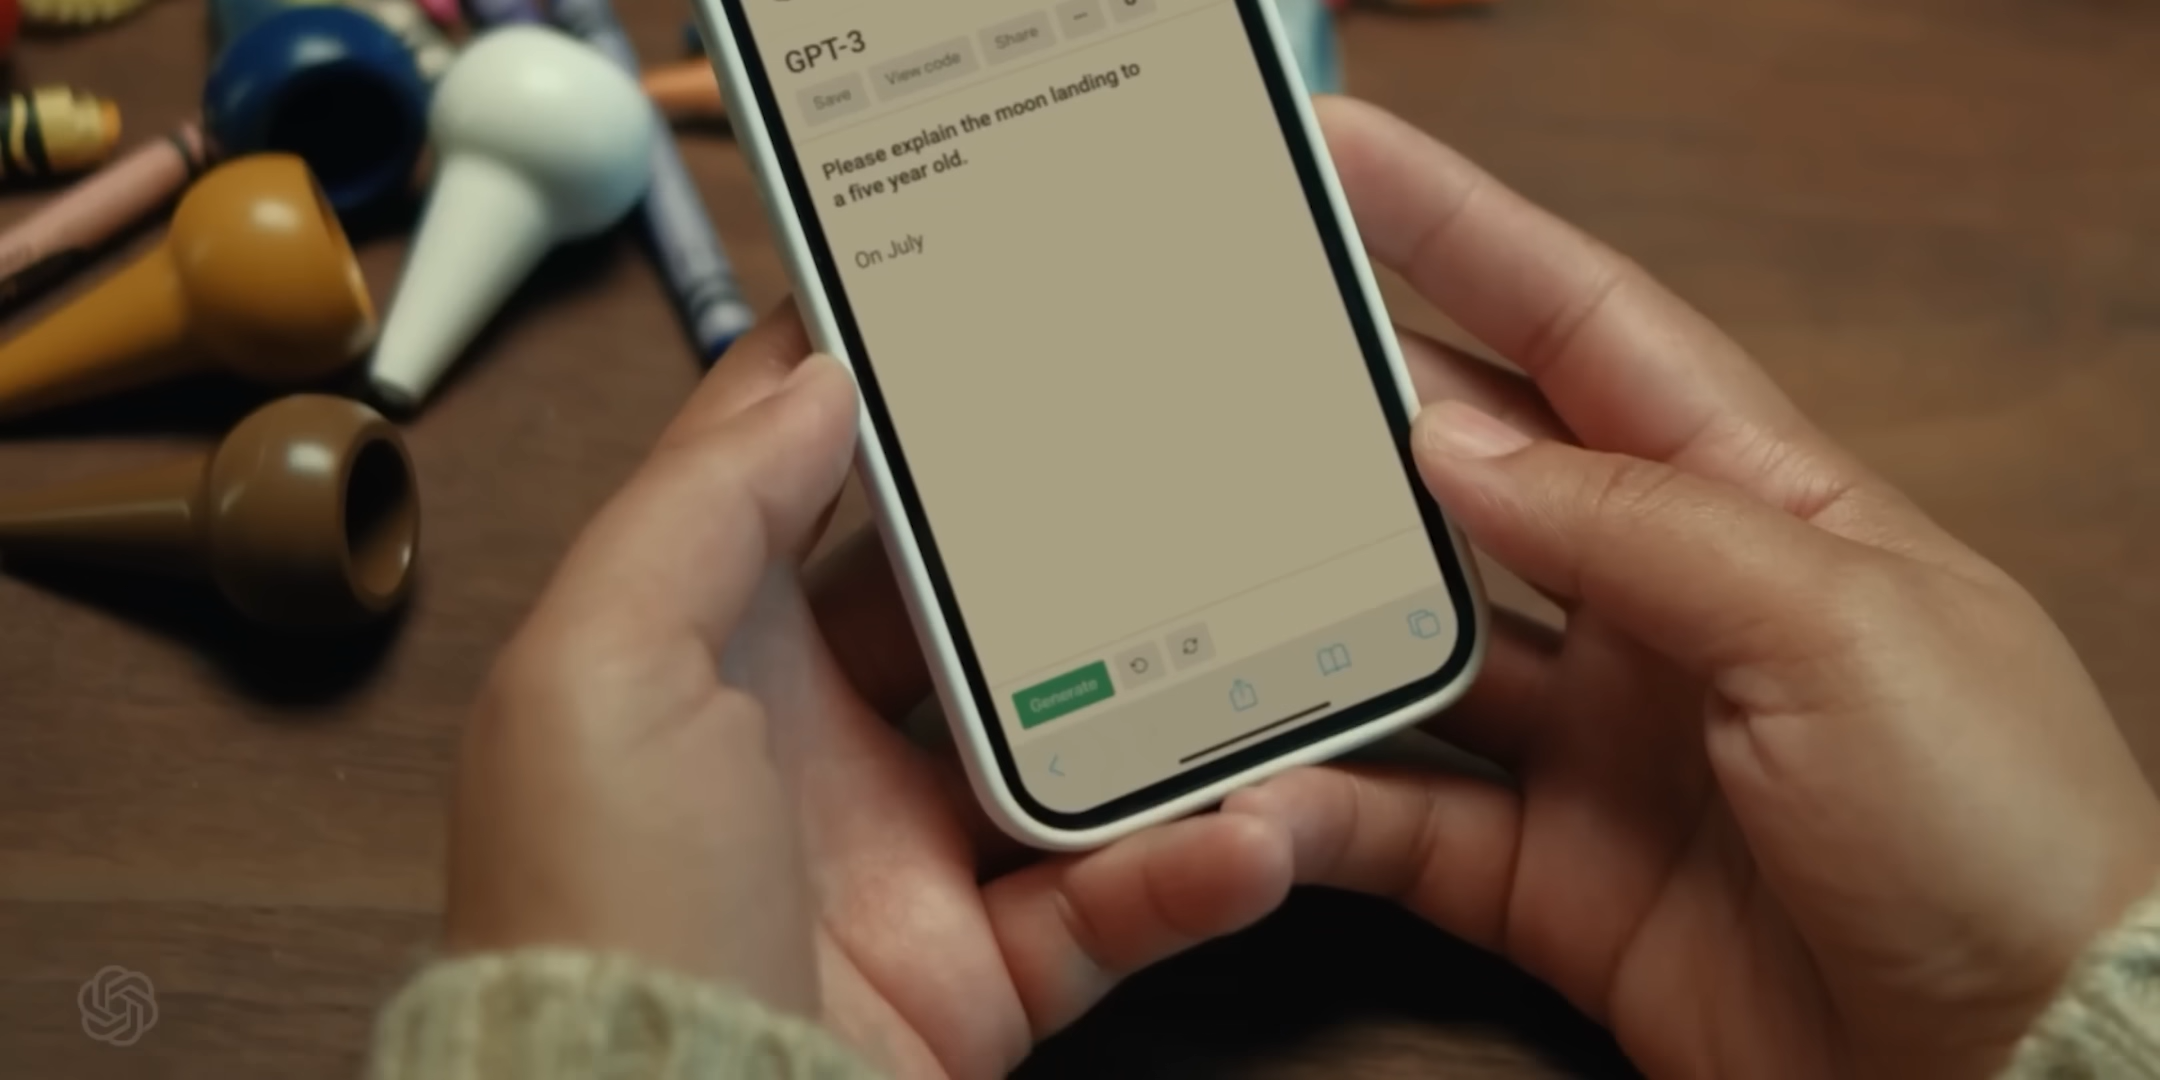 GPT-3
Save View code Share
Please explain the moon landing to
a five year old.
On July
Generate